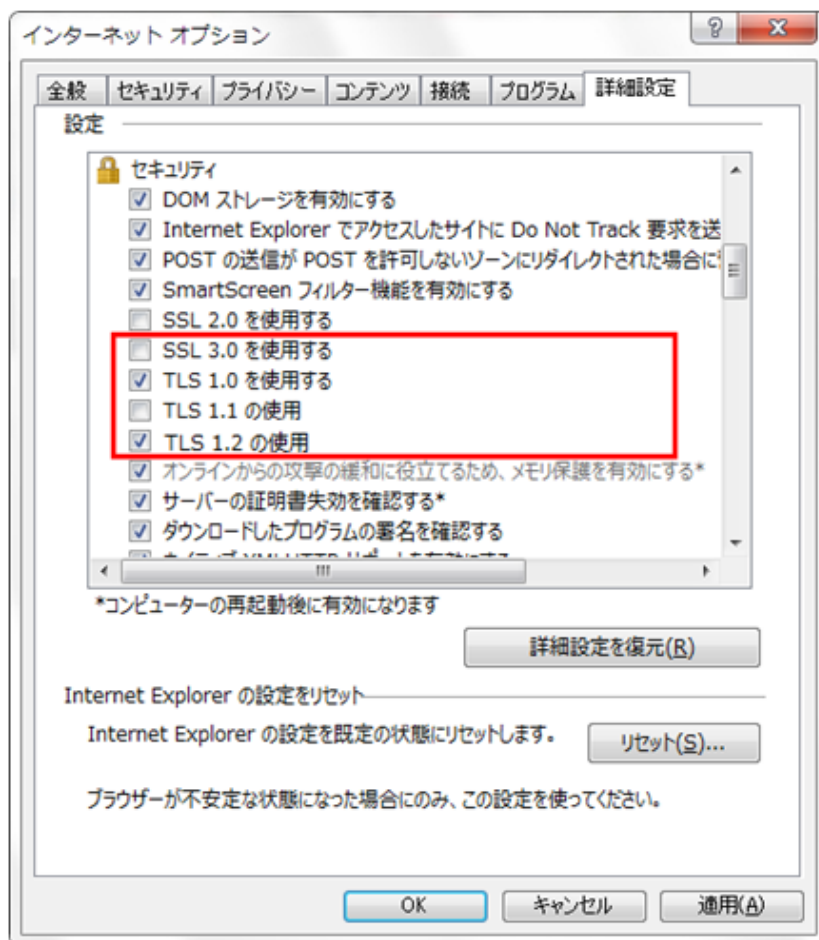 インターネット オプション
全般 セキュリティ プライバシー コンテンツ 接続 プログラム 詳細設定
設定
セキュリティ
DOM ストレージを有効にする
Internet Explorer でアクセスしたサイトに Do Not Track 要求を送
POST の送信が POST を許可しないゾーンにリダイレクトされた場合に
SmartScreen フィルター機能を有効にする
SSL 2.0 を使用する
SSL 3.0 を使用する
TLS 1.0 を使用する
TLS 1.1 の使用
TLS 1.2 の使用
オンラインからの攻撃の緩和に役立てるため、メモリ保護を有効にする*
サーバーの証明書失効を確認する*
ダウンロードしたプログラムの署名を確認する
*コンピューターの再起動後に有効になります
詳細設定を復元(R)
Internet Explorer の設定をリセット
Internet Explorer の設定を既定の状態にリセットします。
リセット(S)...
ブラウザーが不安定な状態になった場合にのみ、この設定を使ってください。
OK キャンセル 適用(A)